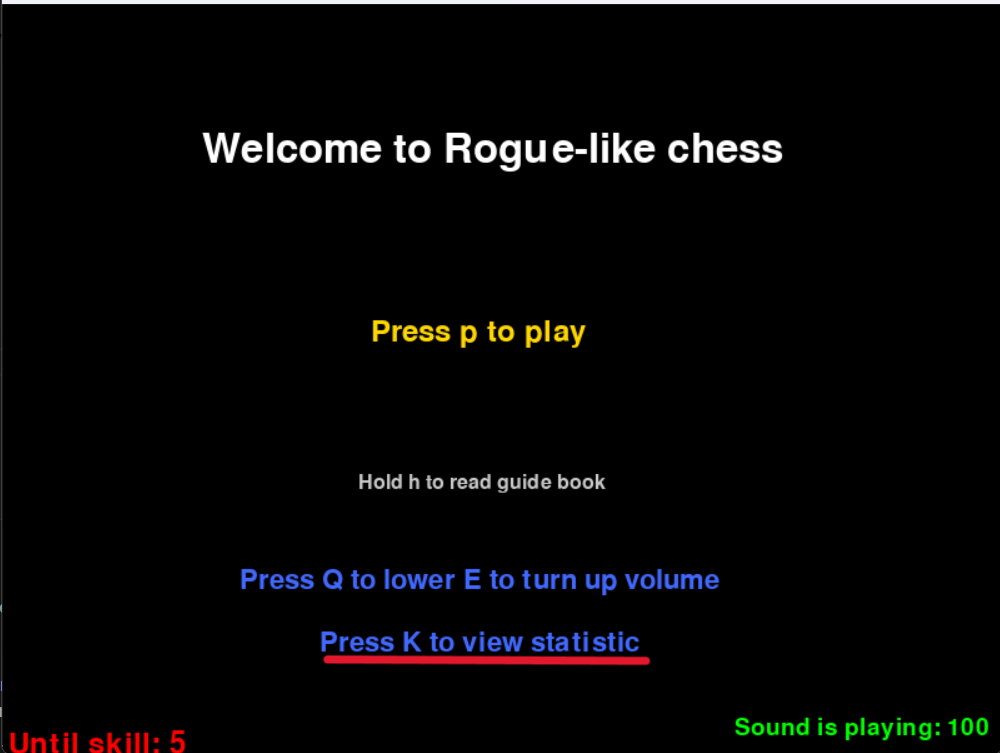 Welcome to Rogue-like chess
Press p to play
Hold h to read guide book
Press Q to lower E to turn up volume
Press K to view statistic
Sound is playing: 100
Until skill: 5